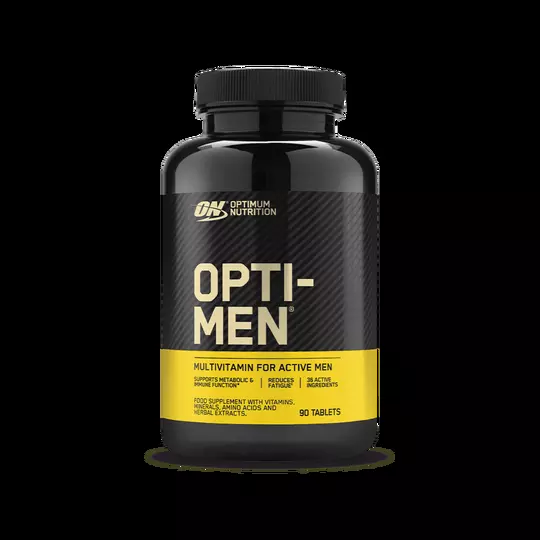 ON® OPTIMUM
NUTRITION
OPTI-
MEN®
MULTIVITAMIN FOR ACTIVE MEN
SUPPORTS METABOLIC & | REDUCES | 36 ACTIVE
IMMUNE FUNCTION* | FATIGUE† | INGREDIENTS
FOOD SUPPLEMENT WITH VITAMINS,
MINERALS, AMINO ACIDS AND
HERBAL EXTRACTS.
90 TABLETS